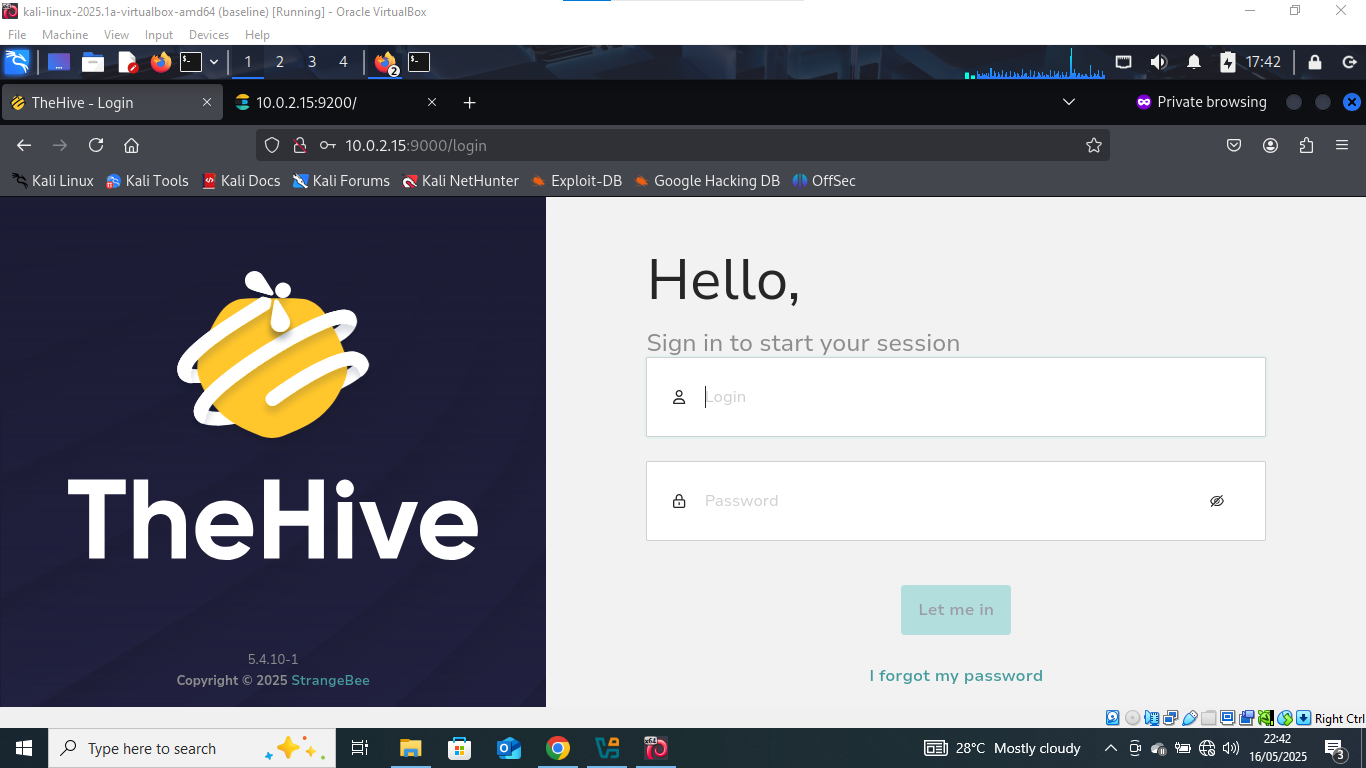 kali-linux-2025.1a-virtualbox-amd64 (baseline) [Running] - Oracle VirtualBox
File Machine View Input Devices Help
1 2 3 4 2 17:42
TheHive - Login 10.0.2.15:9200/ Private browsing
10.0.2.15:9000/login
Kali Linux Kali Tools Kali Docs Kali Forums Kali NetHunter Exploit-DB Google Hacking DB OffSec
Hello,
Sign in to start your session
Login
Password
Let me in
I forgot my password
TheHive
5.4.10-1
Copyright © 2025 StrangeBee
Right Ctrl
Type here to search 28°C Mostly cloudy 22:42
16/05/2025 3